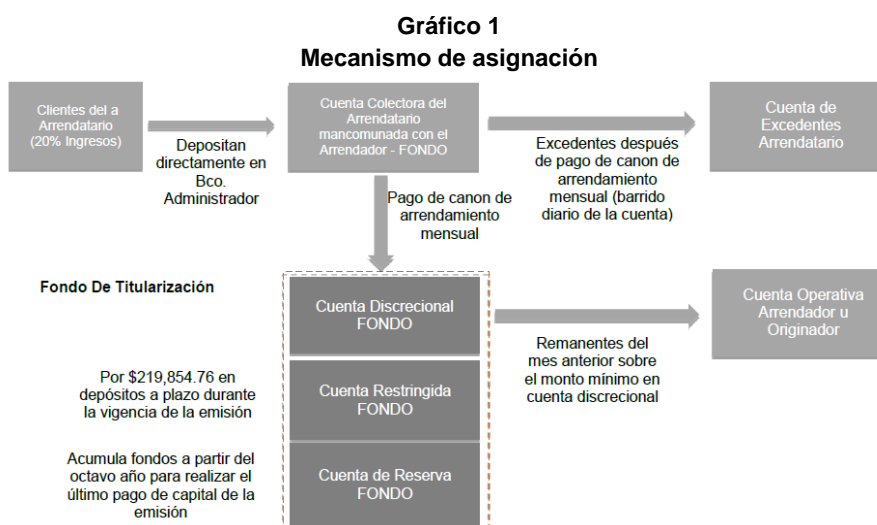 Gráfico 1
Mecanismo de asignación
Clientes del a
Arrendatario
(20% Ingresos)
Depositan
directamente en
Bco.
Administrador
Cuenta Colectora del
Arrendatario
mancomunada con el
Arrendador - FONDO
Excedentes después
de pago de canon de
arrendamiento
mensual (barrido
diario de la cuenta)
Cuenta de
Excedentes
Arrendatario
Pago de canon de
arrendamiento
mensual
Fondo De Titularización
Cuenta Discrecional
FONDO
Remanentes del
mes anterior sobre
el monto mínimo en
cuenta discrecional
Cuenta Operativa
Arrendador u
Originador
Por $219,854.76 en
depósitos a plazo durante
la vigencia de la emisión
Cuenta Restringida
FONDO
Acumula fondos a partir del
octavo año para realizar el
último pago de capital de la
emisión
Cuenta de Reserva
FONDO